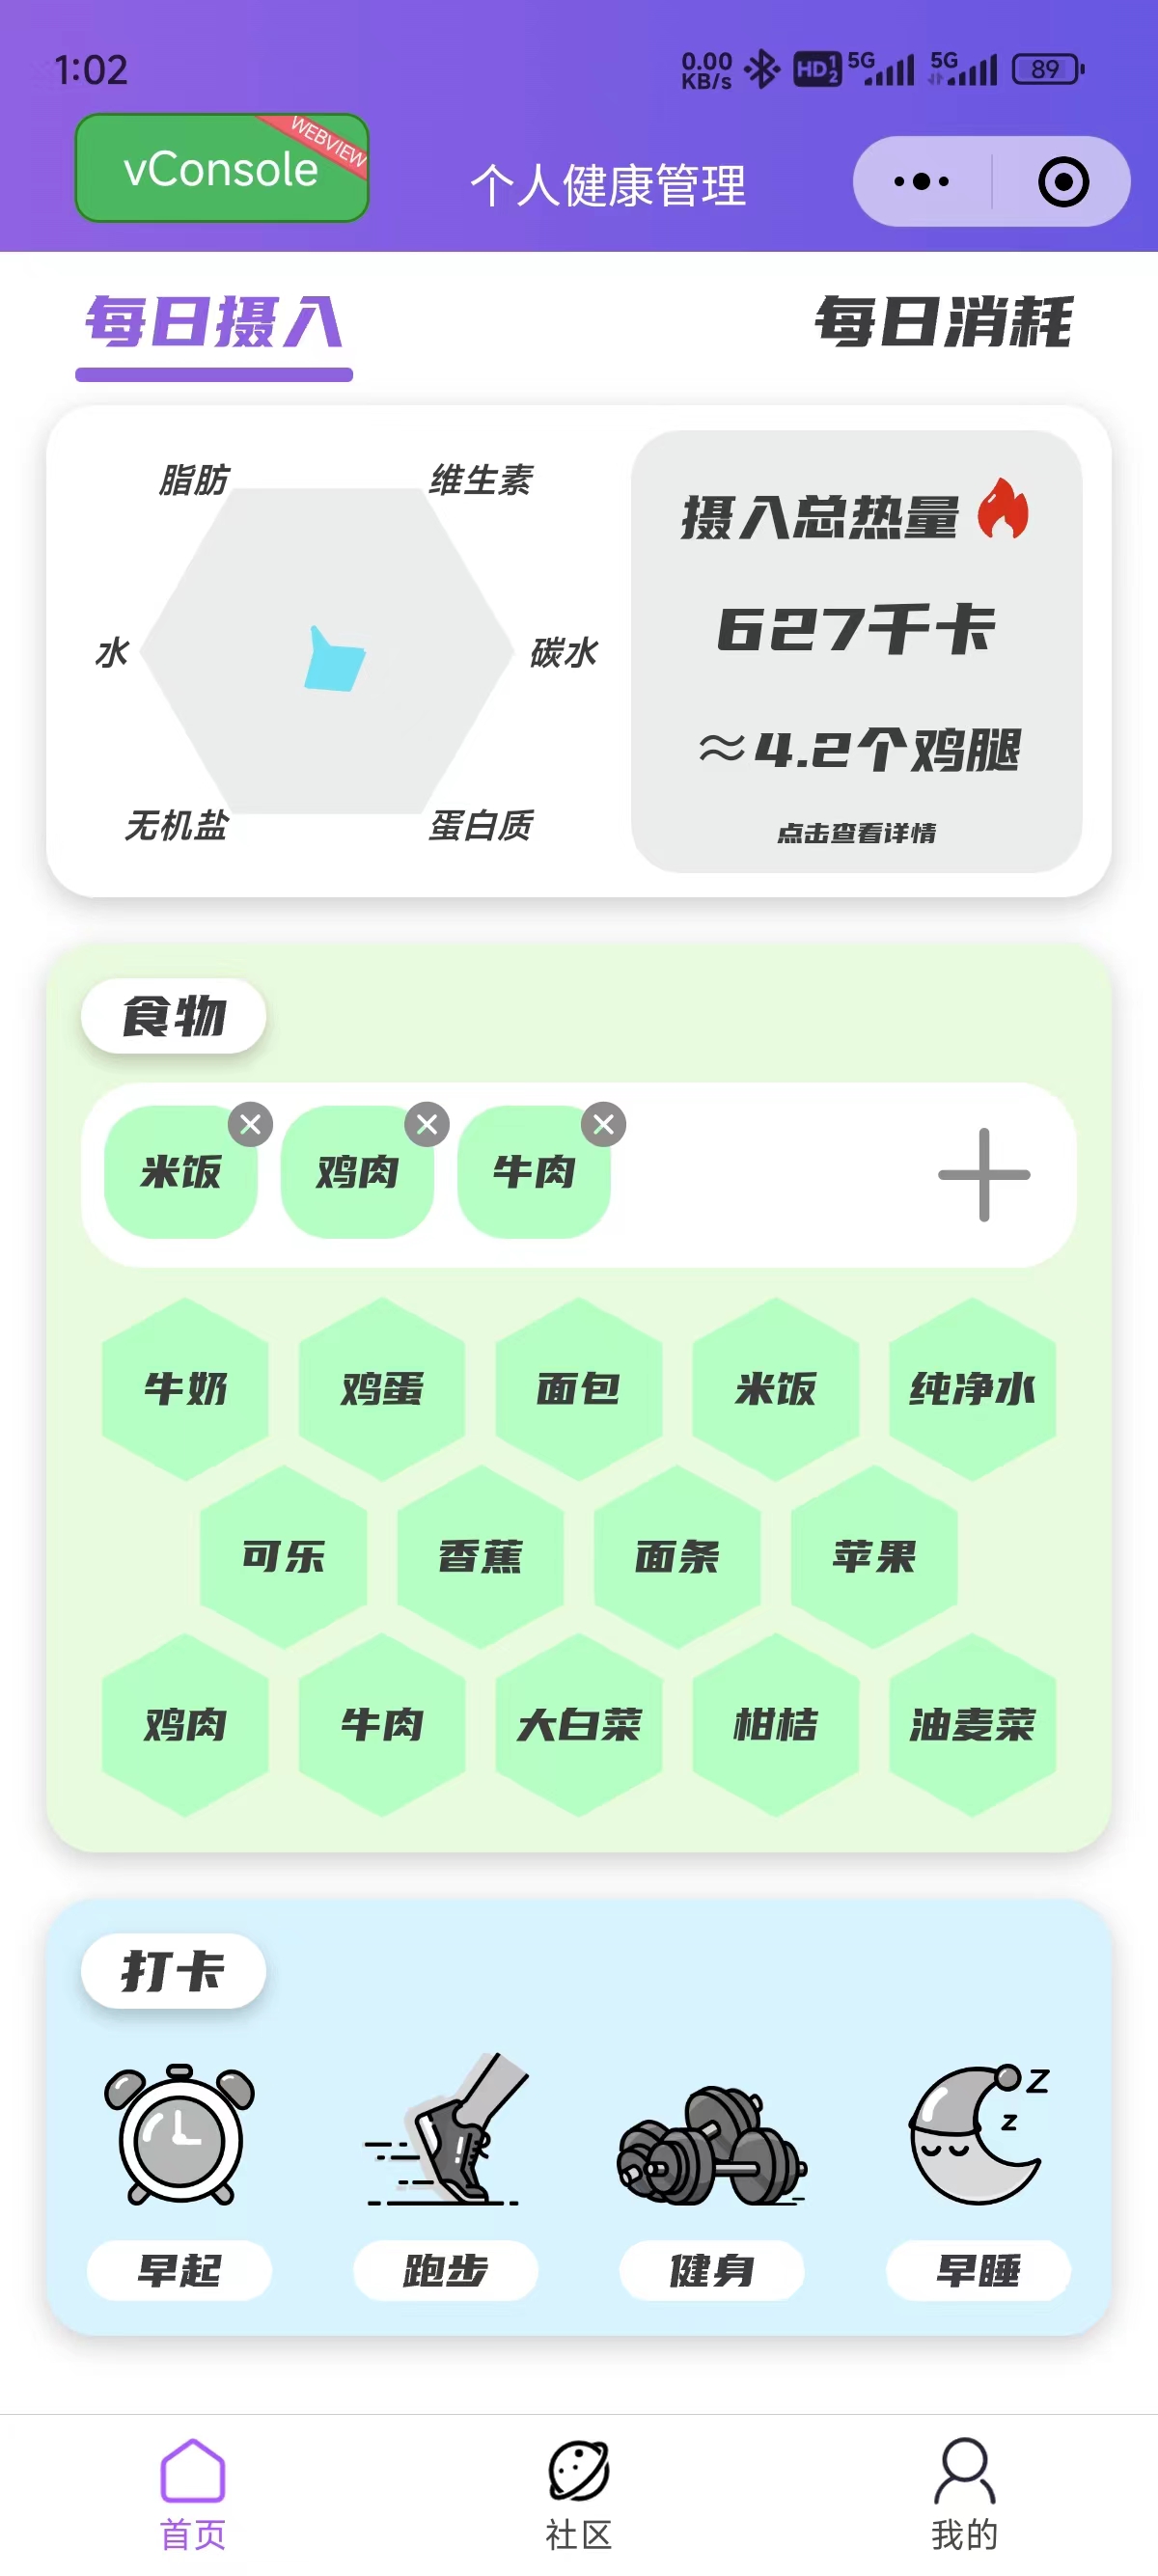 1:02
0.00 KB/s HD 1 2 5G 5G 89
vConsole
WEBVIEW
个人健康管理
每日摄入 每日消耗
脂肪 维生素
水 碳水
无机盐 蛋白质
摄入总热量
627千卡
≈4.2个鸡腿
点击查看详情
食物
米饭 鸡肉 牛肉
牛奶 鸡蛋 面包 米饭 纯净水
可乐 香蕉 面条 苹果
鸡肉 牛肉 大白菜 柑桔 油麦菜
打卡
z
z
早起 跑步 健身 早睡
首页 社区 我的